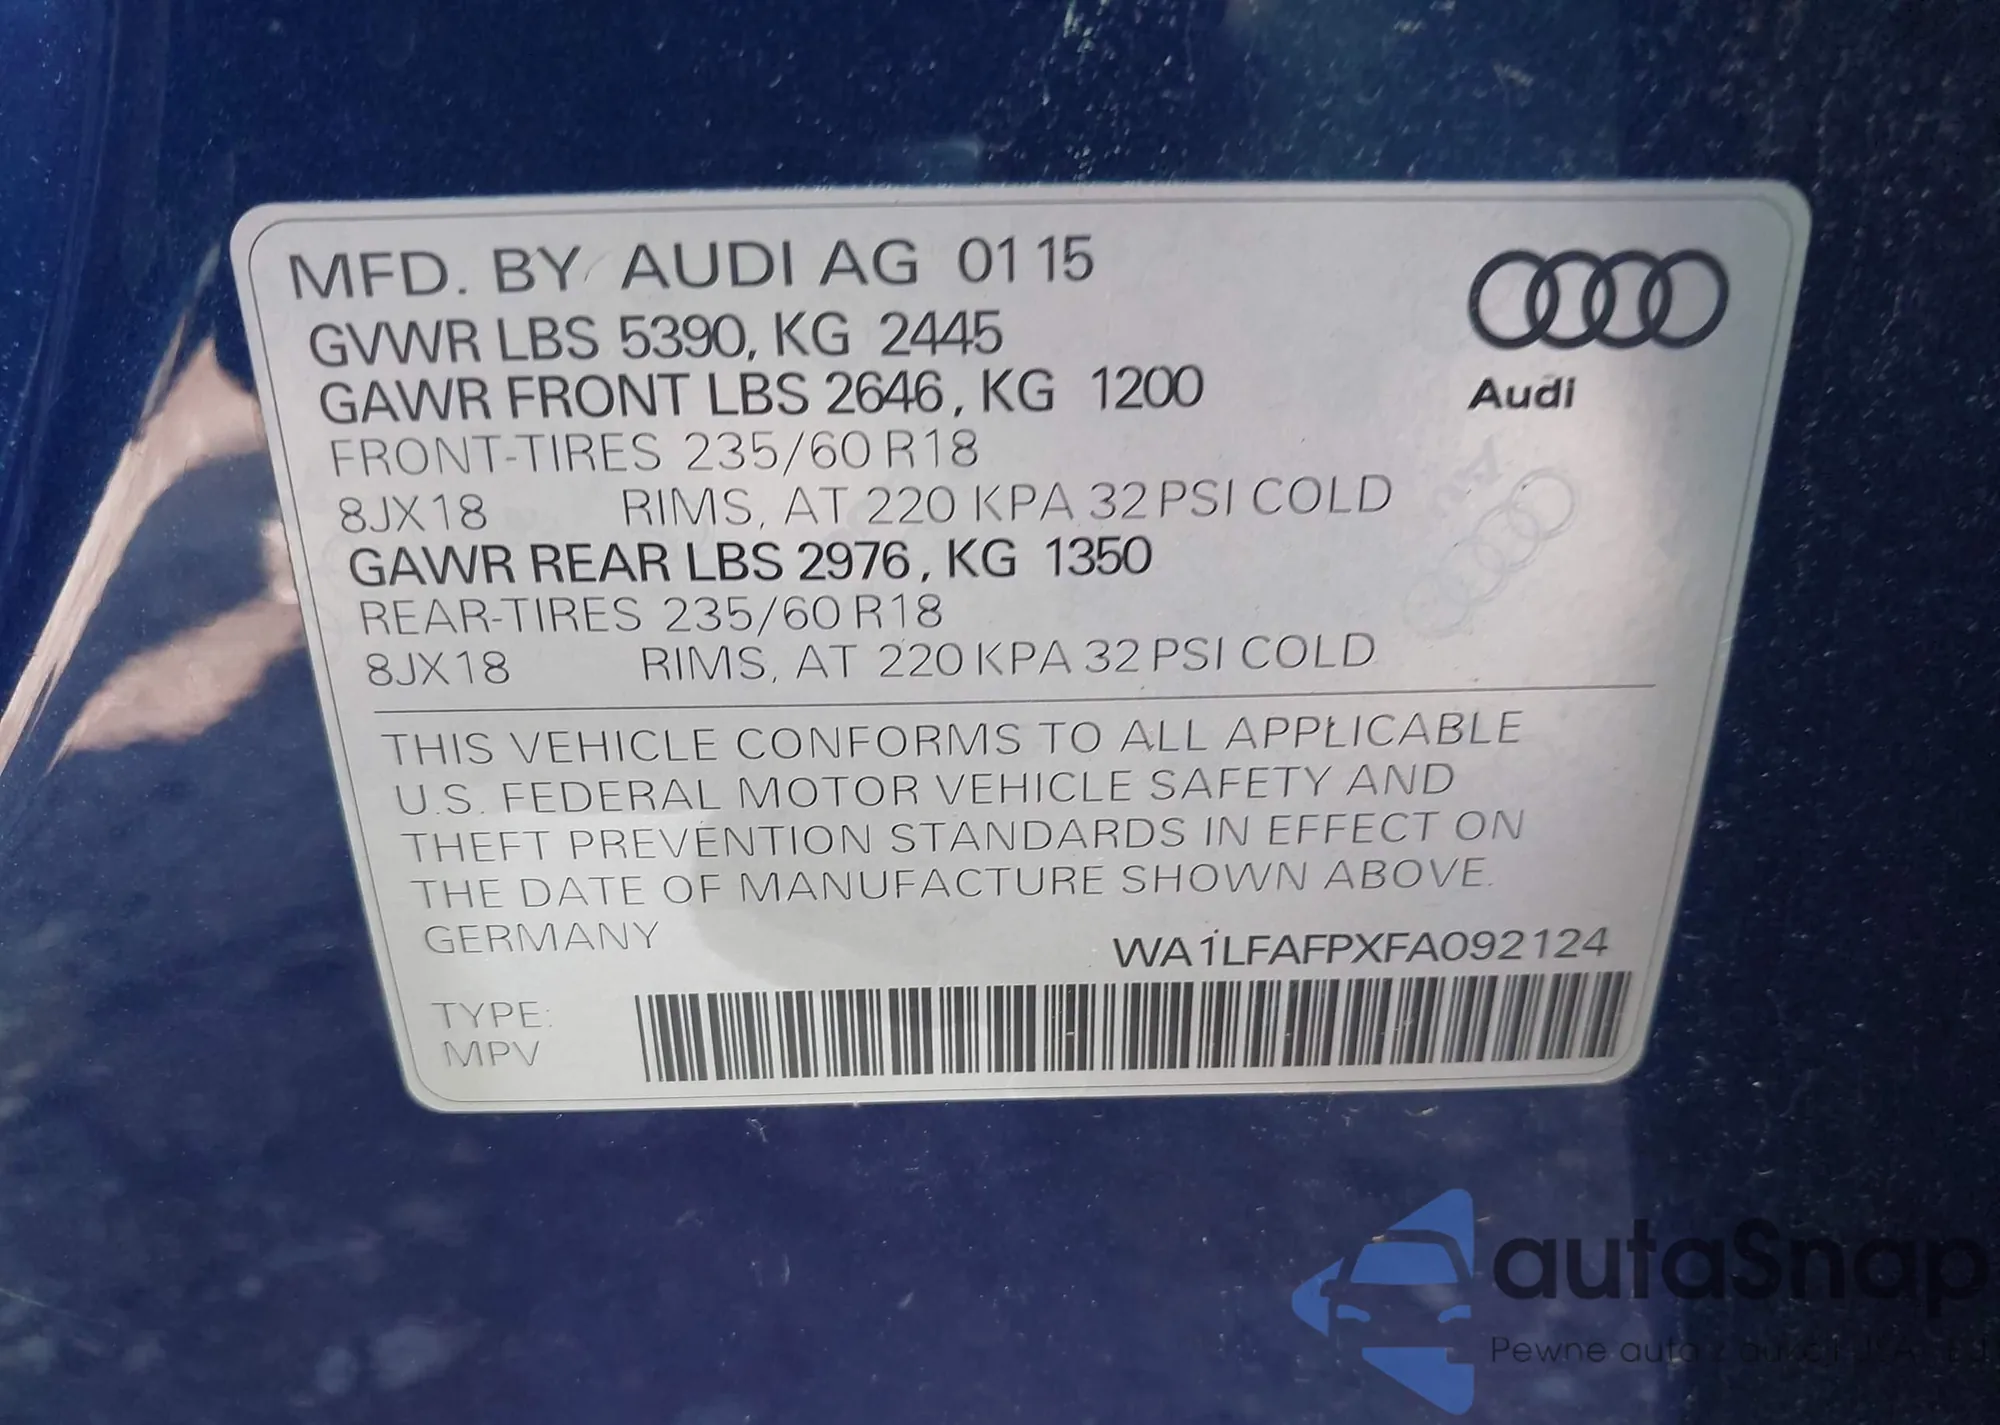 MFD. BY AUDI AG 01 15
GVWR LBS 5390, KG 2445
GAWR FRONT LBS 2646, KG 1200
FRONT-TIRES 235/60 R18
8JX18 RIMS, AT 220 KPA 32 PSI COLD
GAWR REAR LBS 2976, KG 1350
REAR-TIRES 235/60 R18
8JX18 RIMS, AT 220 KPA 32 PSI COLD
Audi
THIS VEHICLE CONFORMS TO ALL APPLICABLE
U.S. FEDERAL MOTOR VEHICLE SAFETY AND
THEFT PREVENTION STANDARDS IN EFFECT ON
THE DATE OF MANUFACTURE SHOWN ABOVE.
GERMANY
WA1LFAFPXFA092124
TYPE:
MPV
autaSnap
Pewne auta z aukcji